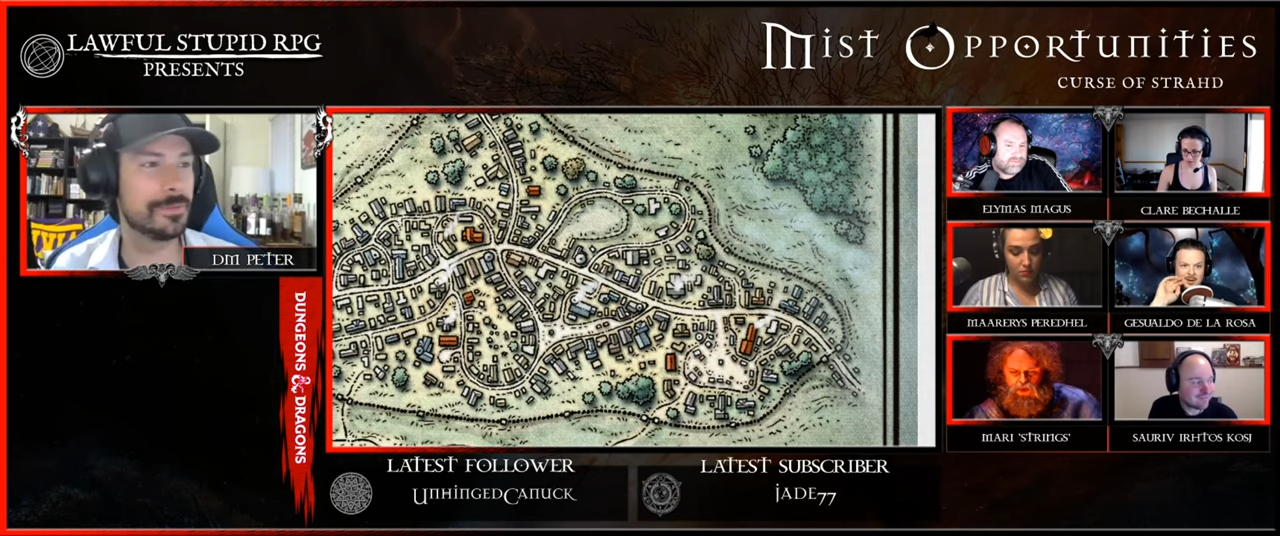 LAWFUL STUPID RPG
PRESENTS
MIST OPPORTUNITIES
CURSE OF STRAHD
DM PETER
DUNGEONS & DRAGONS
ELYMAS MAGUS
CLARE BECHALLE
MAARERYS PEREDHEL
GESUALDO DE LA ROSA
MARI 'STRINGS'
SAURIV IRHTOS KOSJ
LATEST FOLLOWER
UNHINGEDCANUCK
LATEST SUBSCRIBER
JADE77